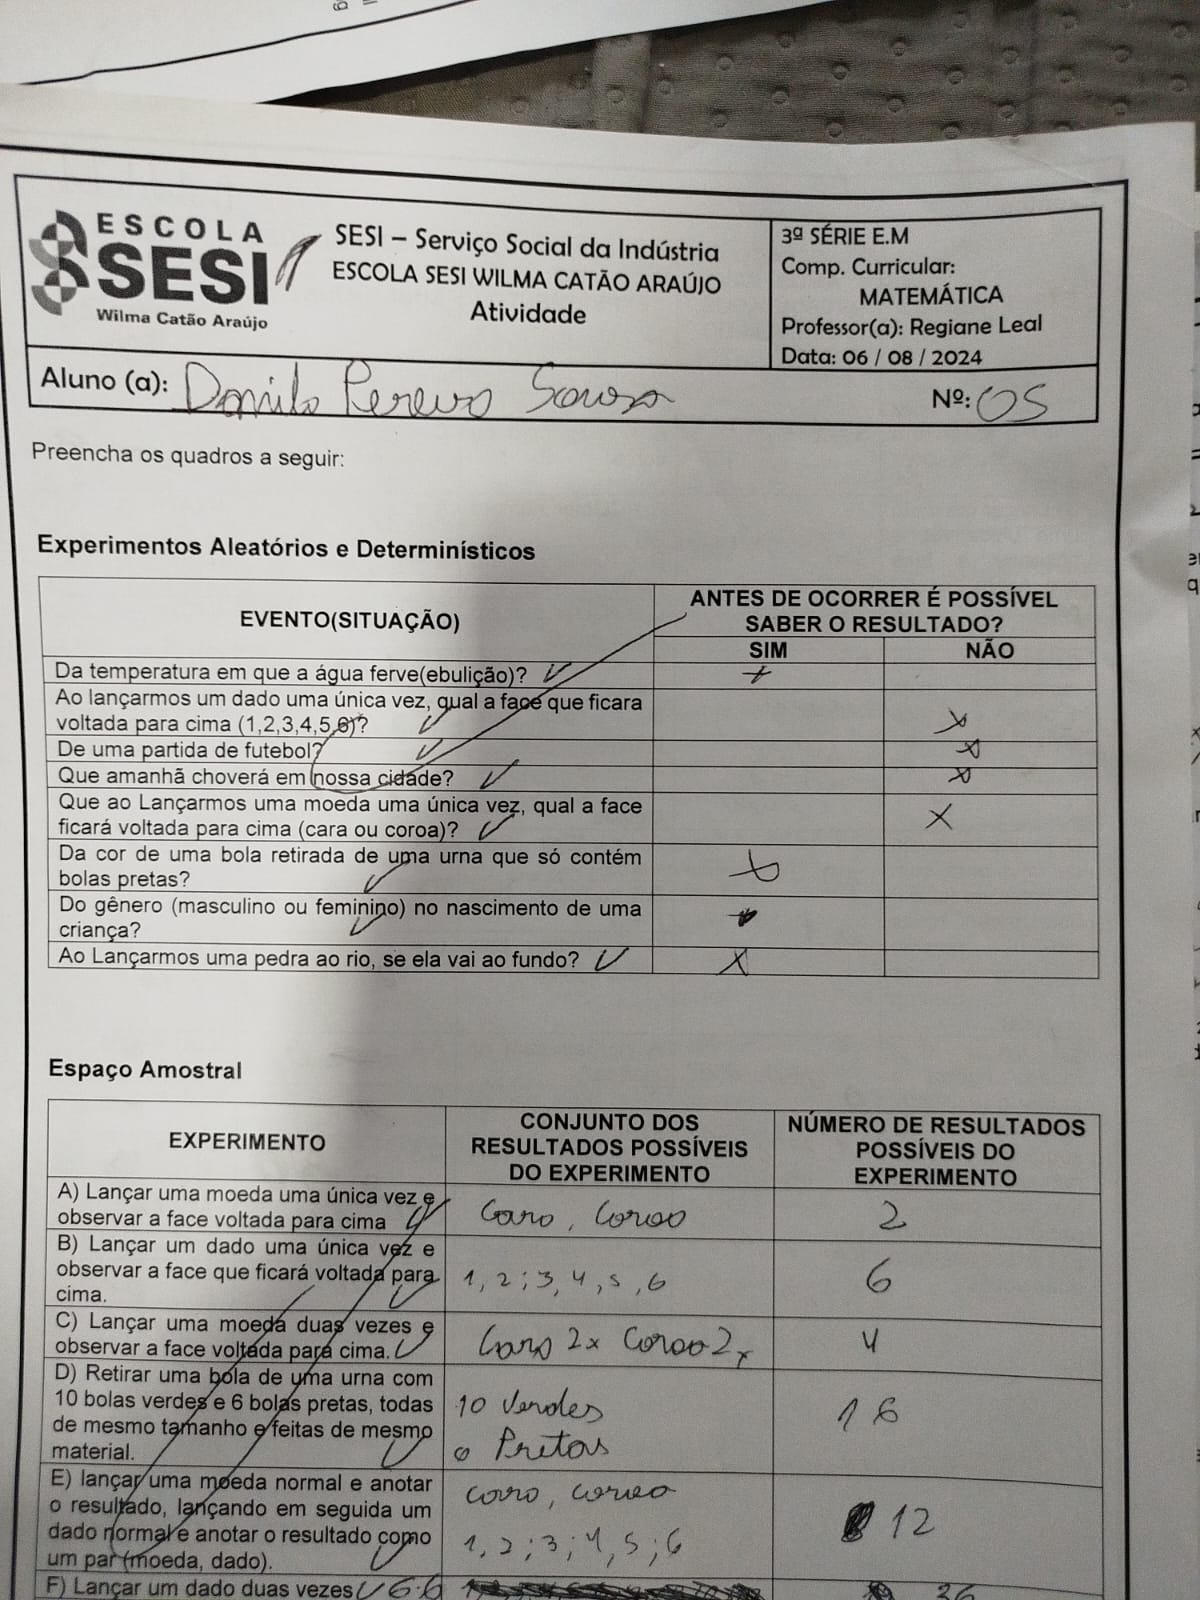 ESCOLA
SESI
Wilma Catão Araújo
SESI – Serviço Social da Indústria
ESCOLA SESI WILMA CATÃO ARAÚJO
Atividade
3ª SÉRIE E.M
Comp. Curricular:
MATEMÁTICA
Professor(a): Regiane Leal
Data: 06 / 08 / 2024
Aluno (a): Danilo Pereira Sousa Nº: 05
Preencha os quadros a seguir:
Experimentos Aleatórios e Determinísticos
EVENTO(SITUAÇÃO)
ANTES DE OCORRER É POSSÍVEL
SABER O RESULTADO?
SIM NÃO
Da temperatura em que a água ferve(ebulição)? x
Ao lançarmos um dado uma única vez, qual a face que ficara
voltada para cima (1,2,3,4,5,6)? x
De uma partida de futebol? x
Que amanhã choverá em nossa cidade? x
Que ao Lançarmos uma moeda uma única vez, qual a face
ficará voltada para cima (cara ou coroa)? X
Da cor de uma bola retirada de uma urna que só contém
bolas pretas? x
Do gênero (masculino ou feminino) no nascimento de uma
criança? x
Ao Lançarmos uma pedra ao rio, se ela vai ao fundo? X
Espaço Amostral
EXPERIMENTO
CONJUNTO DOS
RESULTADOS POSSÍVEIS
DO EXPERIMENTO
NÚMERO DE RESULTADOS
POSSÍVEIS DO
EXPERIMENTO
A) Lançar uma moeda uma única vez e
observar a face voltada para cima
Cara, Coroa
2
B) Lançar um dado uma única vez e
observar a face que ficará voltada para
cima.
1, 2; 3, 4, 5, 6
6
C) Lançar uma moeda duas vezes e
observar a face voltada para cima.
Cara 2x Coroa 2x
4
D) Retirar uma bola de uma urna com
10 bolas verdes e 6 bolas pretas, todas
de mesmo tamanho e feitas de mesmo
material.
10 Verdes
6 Pretas
16
E) lançar uma moeda normal e anotar
o resultado, lançando em seguida um
dado normal e anotar o resultado como
um par (moeda, dado).
cara, coroa
1, 2; 3; 4, 5; 6
12
F) Lançar um dado duas vezes 6.6
36